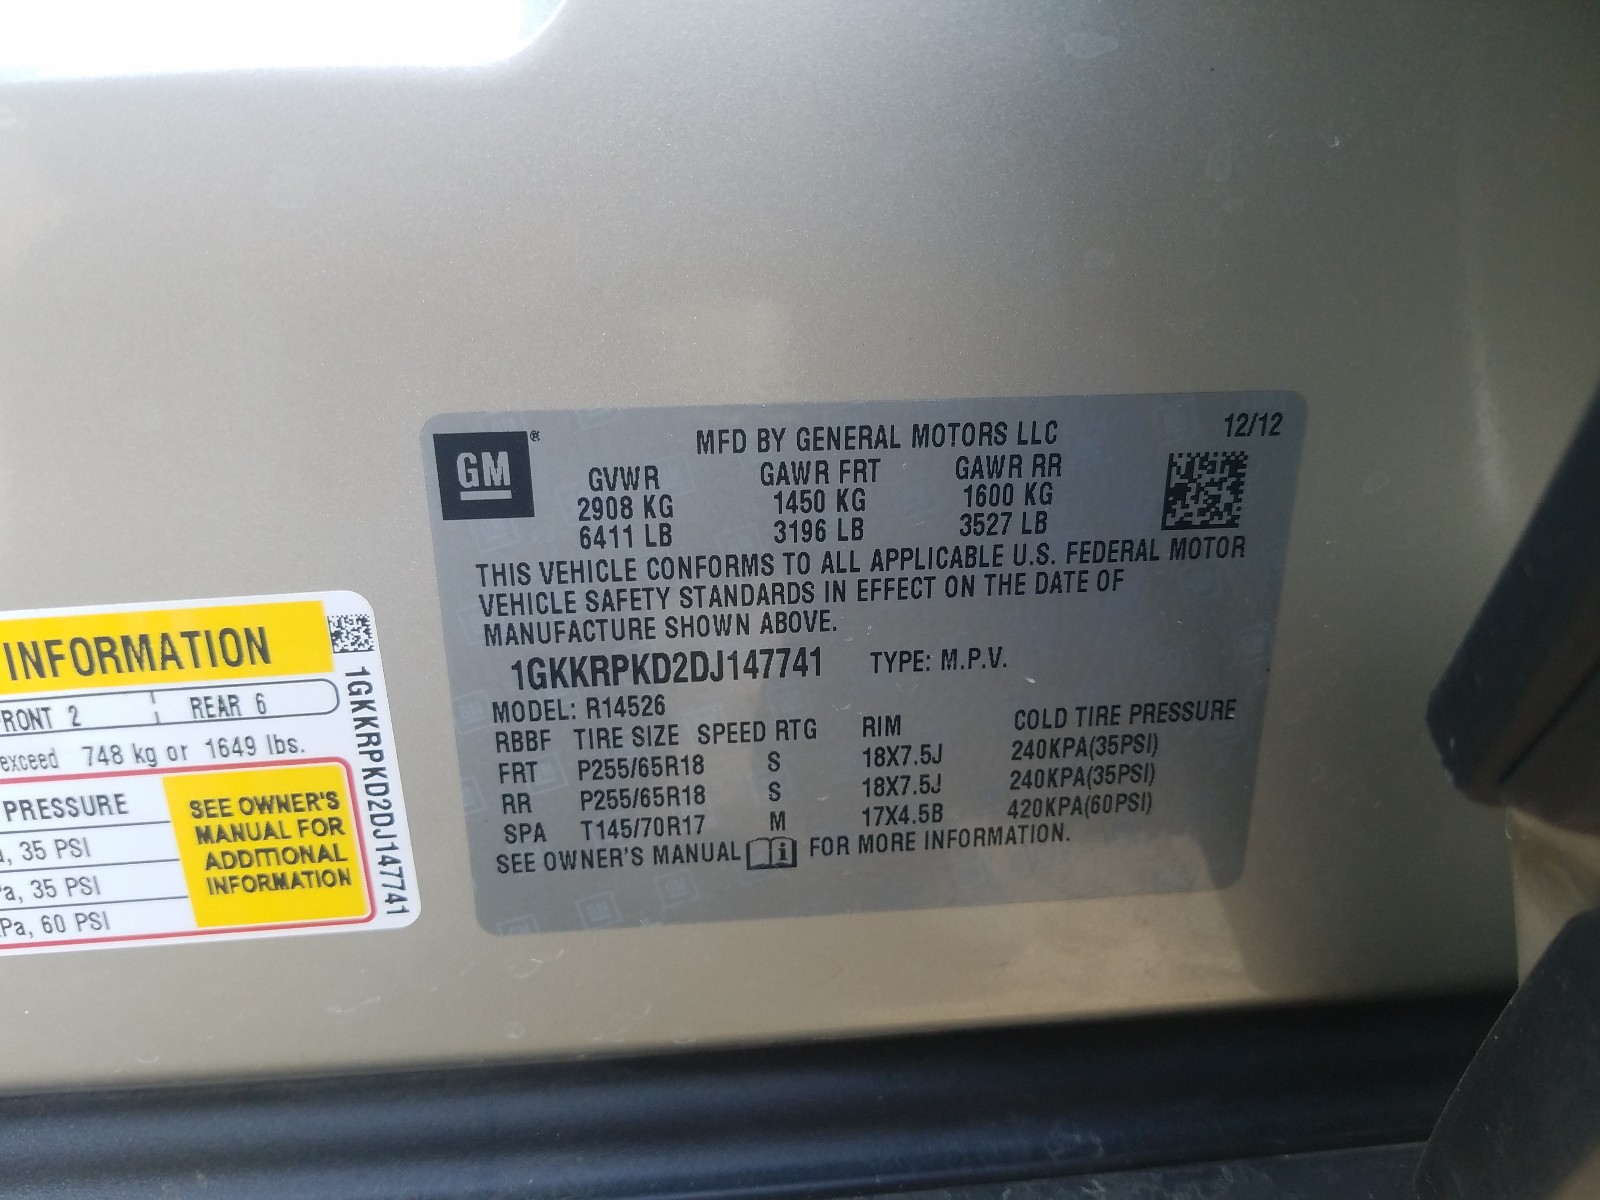 GM®
MFD BY GENERAL MOTORS LLC
12/12
GVWR GAWR FRT GAWR RR
2908 KG 1450 KG 1600 KG
6411 LB 3196 LB 3527 LB
THIS VEHICLE CONFORMS TO ALL APPLICABLE U.S. FEDERAL MOTOR
VEHICLE SAFETY STANDARDS IN EFFECT ON THE DATE OF
MANUFACTURE SHOWN ABOVE.
1GKKRPKD2DJ147741 TYPE: M.P.V.
MODEL: R14526
RBBF TIRE SIZE SPEED RTG RIM COLD TIRE PRESSURE
FRT P255/65R18 S 18X7.5J 240KPA(35PSI)
RR P255/65R18 S 18X7.5J 240KPA(35PSI)
SPA T145/70R17 M 17X4.5B 420KPA(60PSI)
SEE OWNER'S MANUAL i FOR MORE INFORMATION.
INFORMATION
RONT 2 REAR 6
exceed 748 kg or 1649 lbs.
PRESSURE
, 35 PSI
a, 35 PSI
Pa, 60 PSI
SEE OWNER'S
MANUAL FOR
ADDITIONAL
INFORMATION
1GKKRPKD2DJ147741